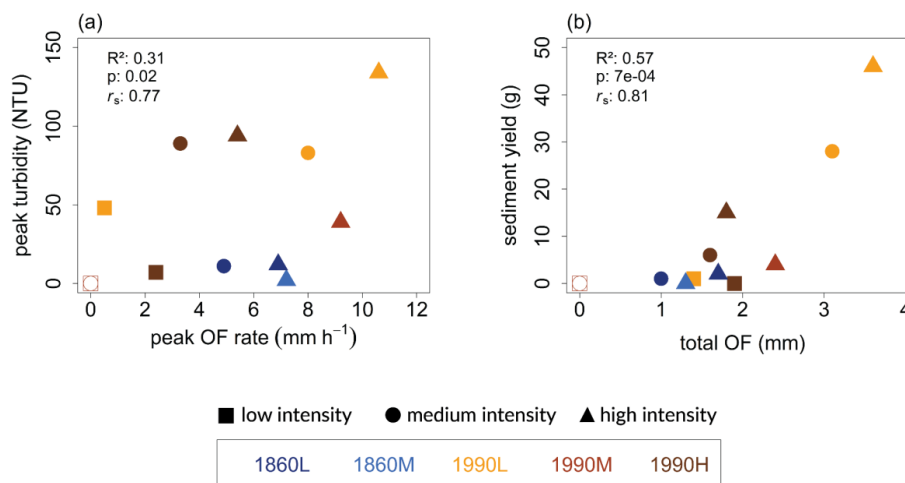 (a)
R²: 0.31
p: 0.02
rs: 0.77
peak turbidity (NTU)
150
100
50
0
0 2 4 6 8 10 12
peak OF rate (mm h⁻¹)
(b)
R²: 0.57
p: 7e-04
rs: 0.81
sediment yield (g)
50
40
30
20
10
0
0 1 2 3 4
total OF (mm)
low intensity medium intensity high intensity
1860L 1860M 1990L 1990M 1990H